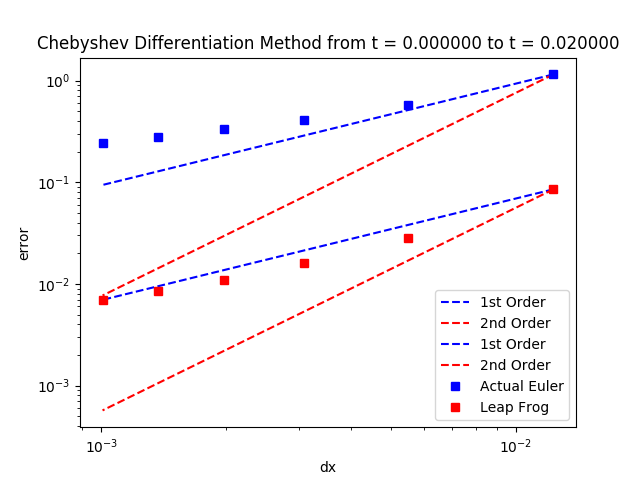 Chebyshev Differentiation Method from t = 0.000000 to t = 0.020000
10⁰
10⁻¹
10⁻²
10⁻³
error
10⁻³
10⁻²
dx
1st Order
2nd Order
1st Order
2nd Order
Actual Euler
Leap Frog